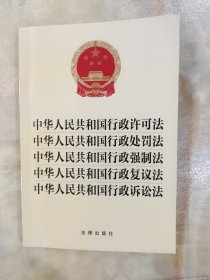 中华人民共和国行政许可法
中华人民共和国行政处罚法
中华人民共和国行政强制法
中华人民共和国行政复议法
中华人民共和国行政诉讼法
法律出版社